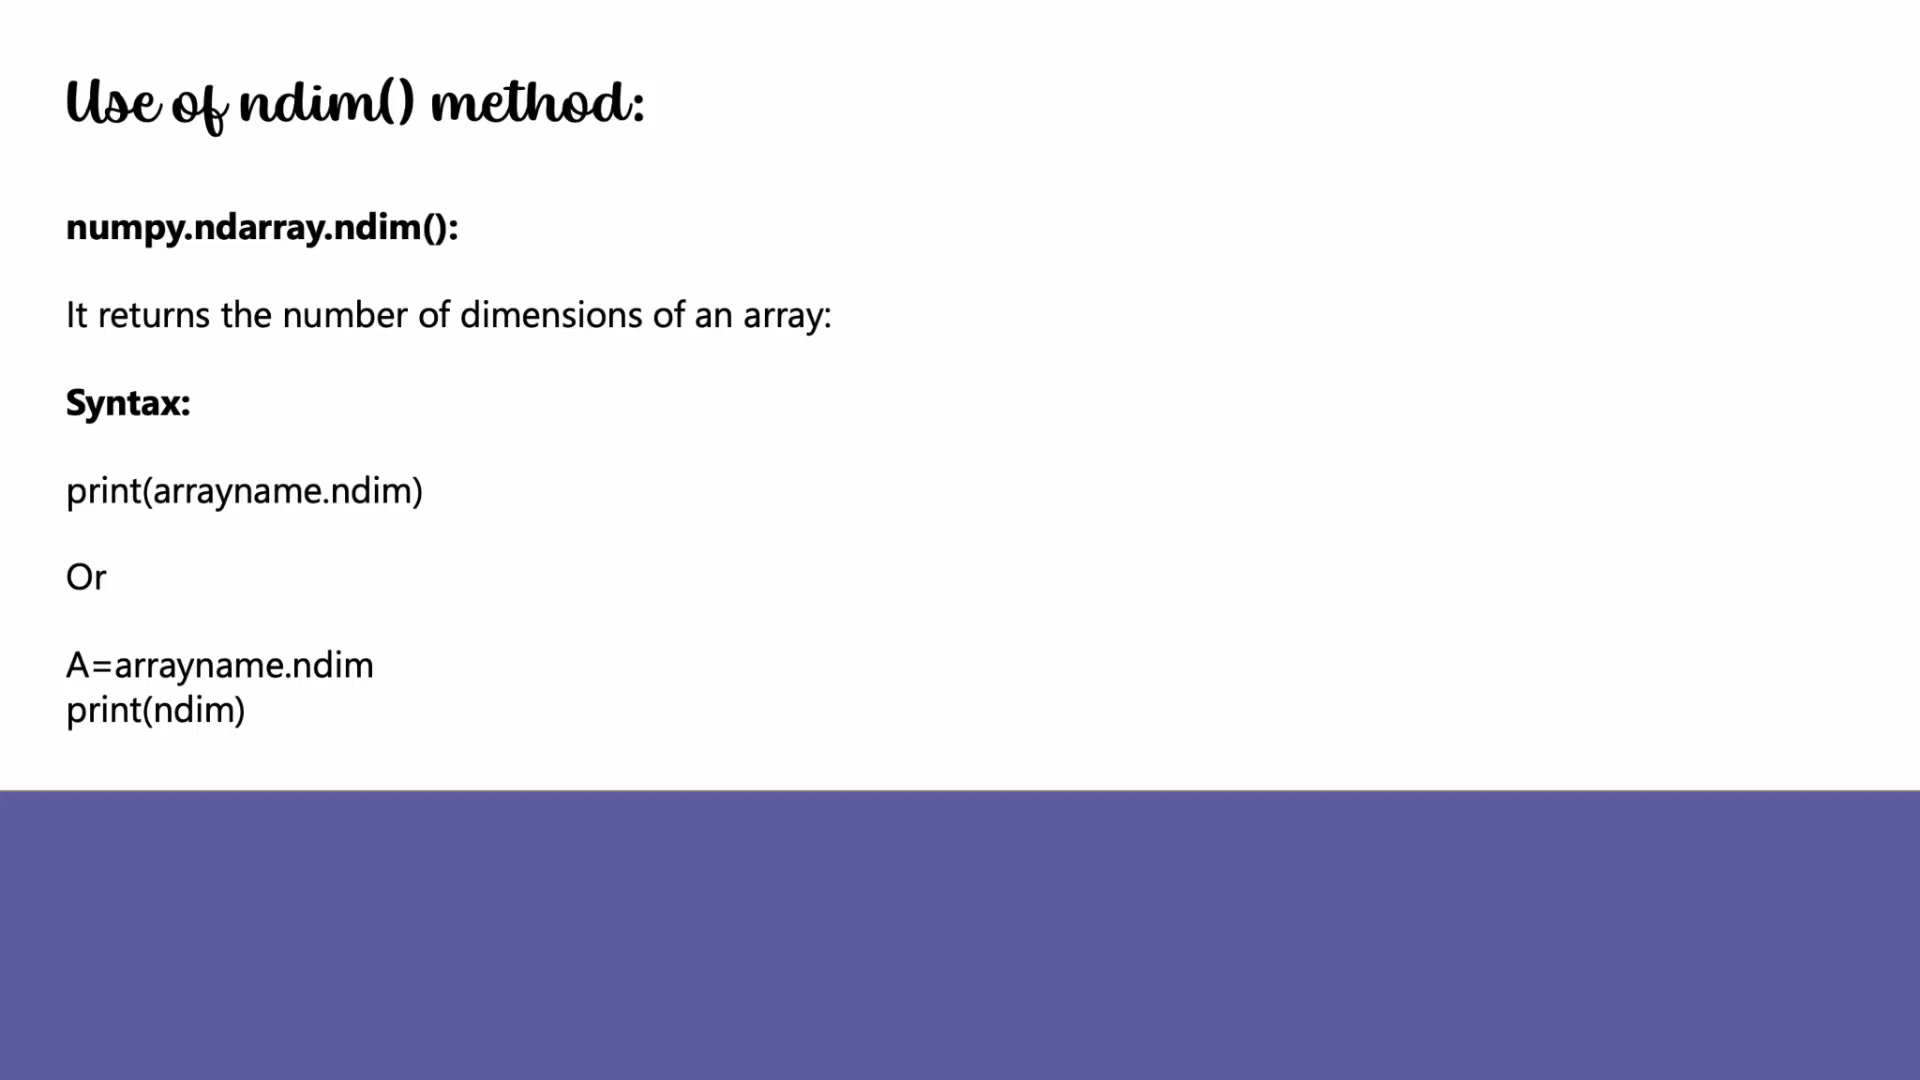 Use of ndim() method:
numpy.ndarray.ndim():
It returns the number of dimensions of an array:
Syntax:
print(arrayname.ndim)
Or
A=arrayname.ndim
print(ndim)